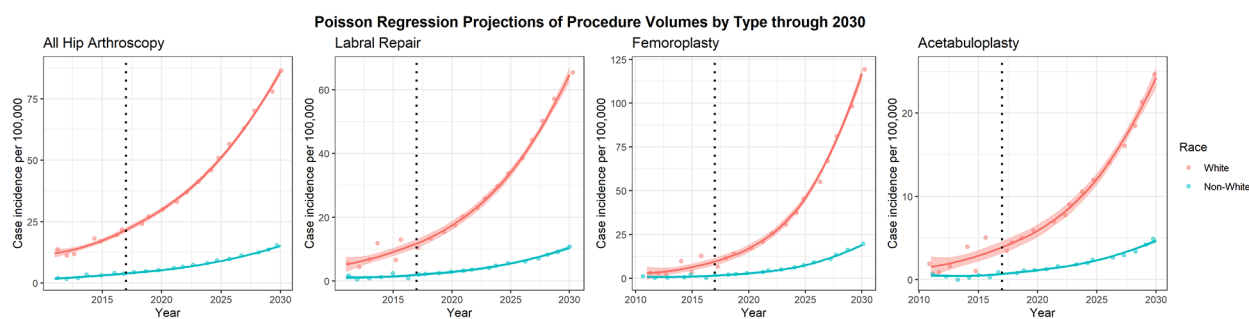 Poisson Regression Projections of Procedure Volumes by Type through 2030
All Hip Arthroscopy
Case incidence per 100,000
75
50
25
0
2015
2020
2025
2030
Year
Labral Repair
Case incidence per 100,000
60
40
20
0
2015
2020
2025
2030
Year
Femoroplasty
Case incidence per 100,000
125
100
75
50
25
0
2010
2015
2020
2025
2030
Year
Acetabuloplasty
Case incidence per 100,000
20
10
0
2010
2015
2020
2025
2030
Year
Race
White
Non-White